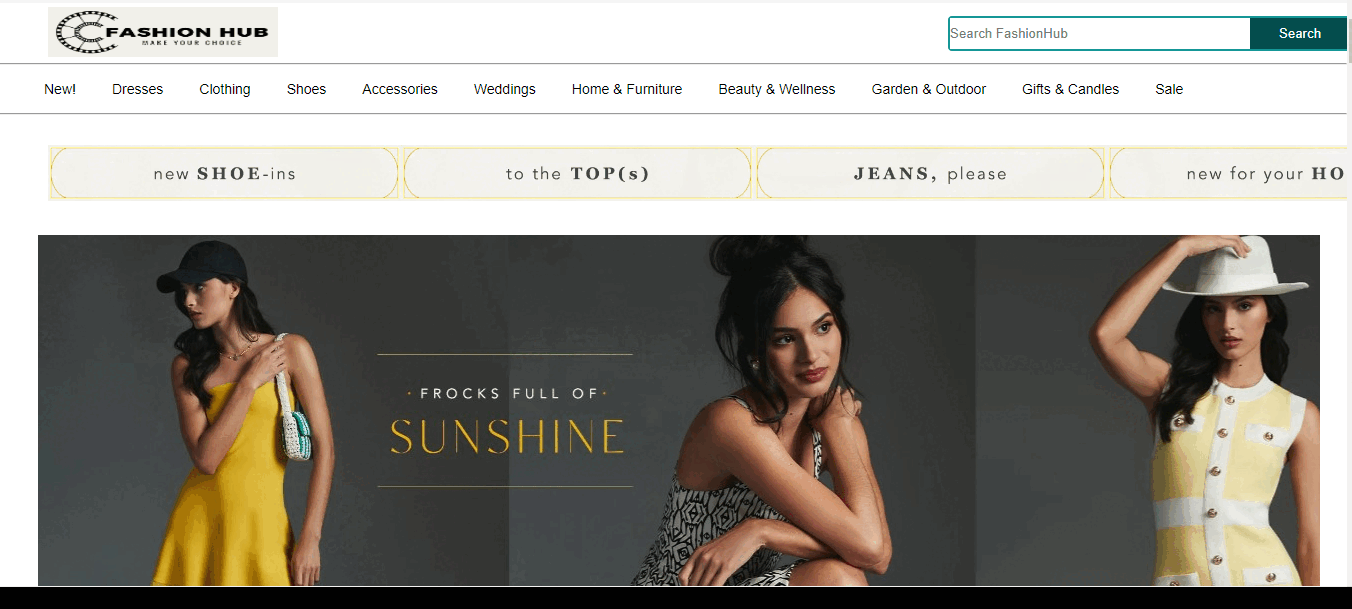 FASHION HUB
MAKE YOUR CHOICE
Search FashionHub
Search
New! Dresses Clothing Shoes Accessories Weddings Home & Furniture Beauty & Wellness Garden & Outdoor Gifts & Candles Sale
new SHOE-ins
to the TOP(s)
JEANS, please
new for your HO
· FROCKS FULL OF ·
SUNSHINE